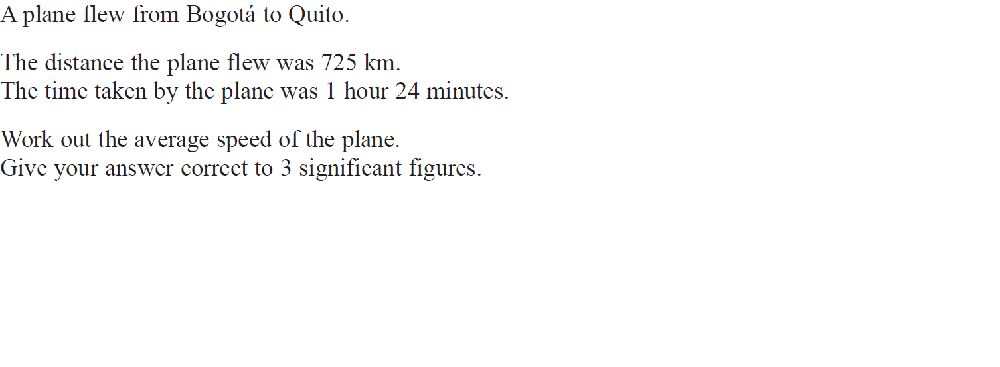 A plane flew from Bogotá to Quito.
The distance the plane flew was 725 km.
The time taken by the plane was 1 hour 24 minutes.
Work out the average speed of the plane.
Give your answer correct to 3 significant figures.